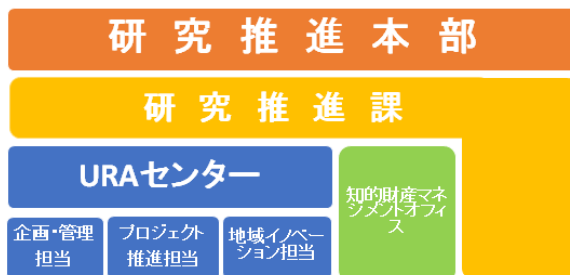 研究推進本部
研究推進課
URAセンター
知的財産マネ
ジメントオフィ
ス
企画・管理
担当
プロジェクト
推進担当
地域イノベー
ション担当